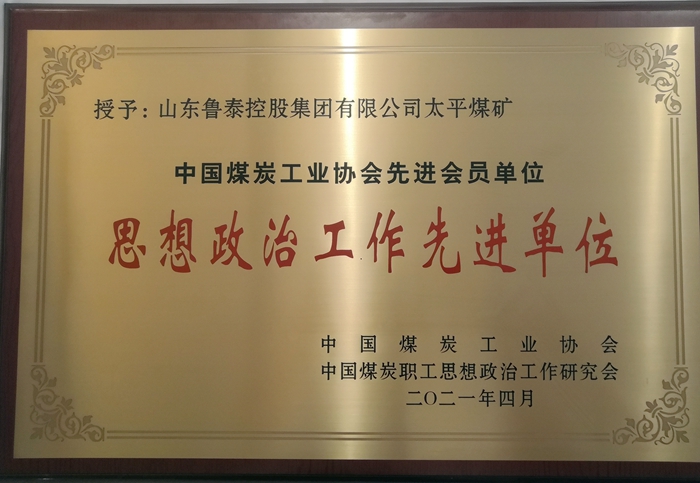 授予：山东鲁泰控股集团有限公司太平煤矿
中国煤炭工业协会先进会员单位
思想政治工作先进单位
中国煤炭工业协会
中国煤炭职工思想政治工作研究会
二〇二一年四月